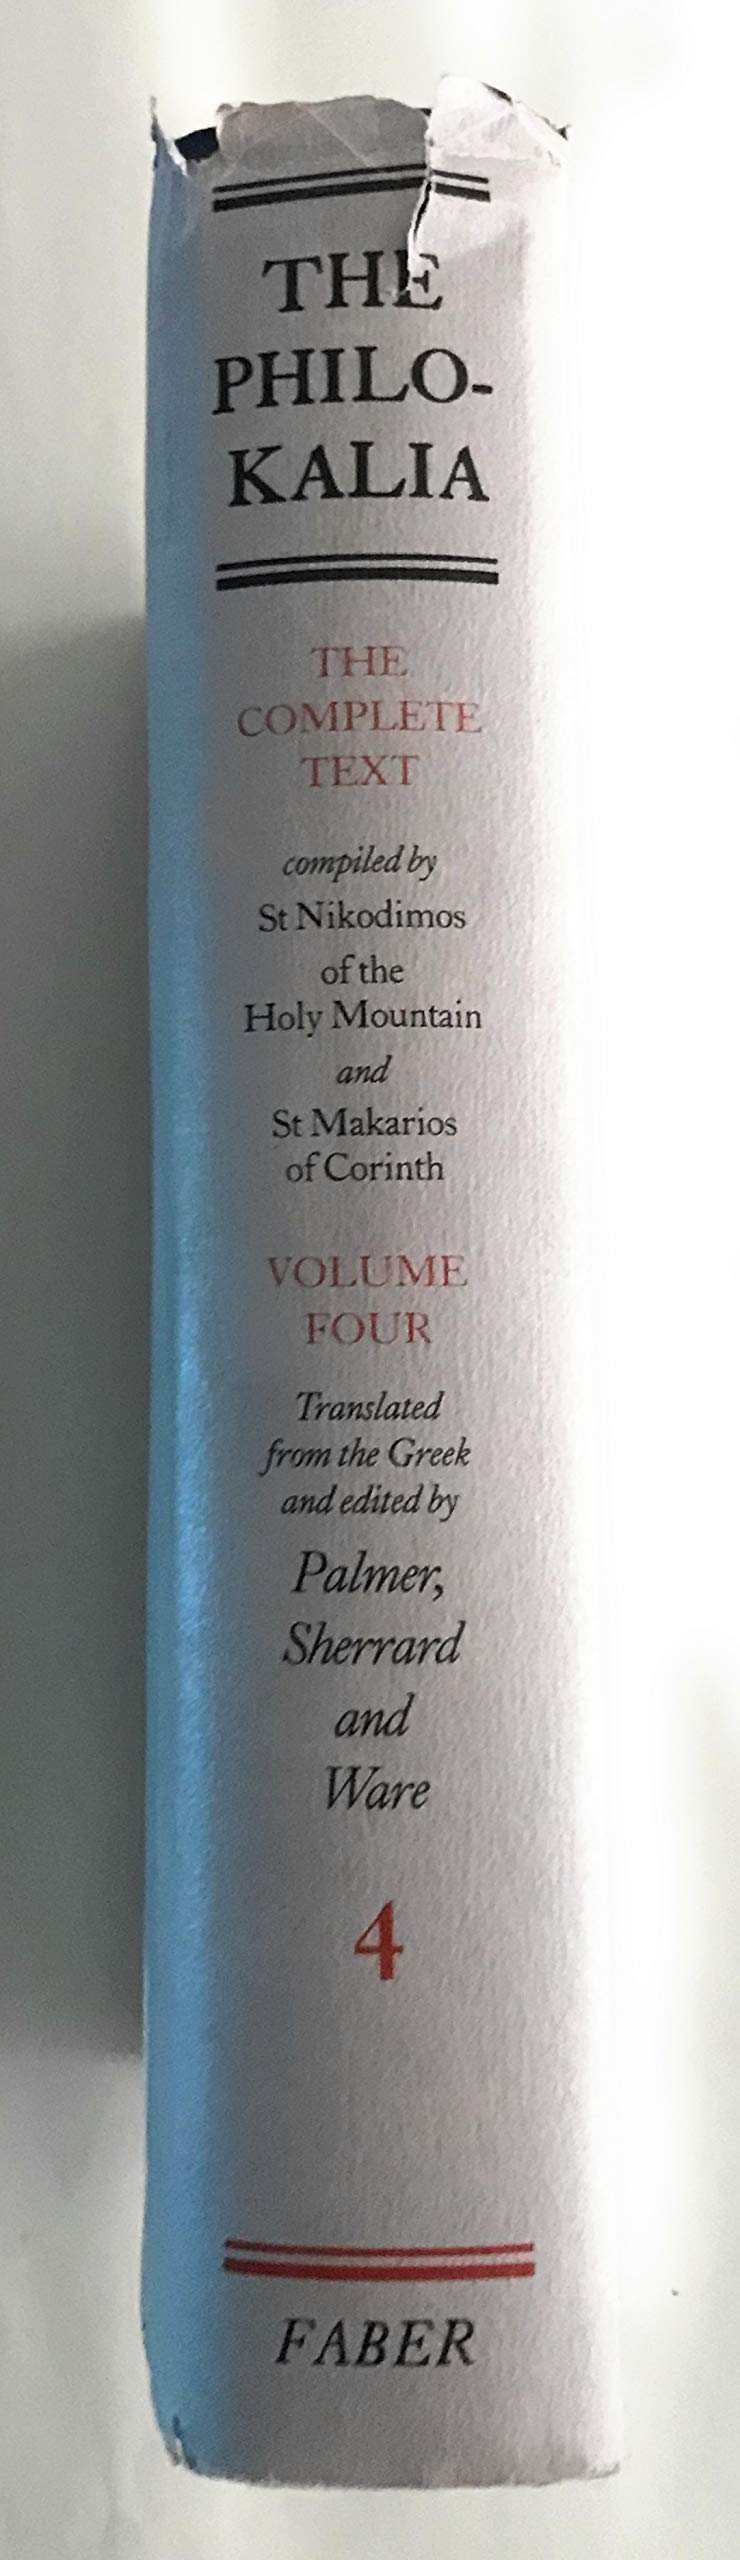 THE
PHILO-
KALIA
THE
COMPLETE
TEXT
compiled by
St Nikodimos
of the
Holy Mountain
and
St Makarios
of Corinth
VOLUME
FOUR
Translated
from the Greek
and edited by
Palmer,
Sherrard
and
Ware
4
FABER